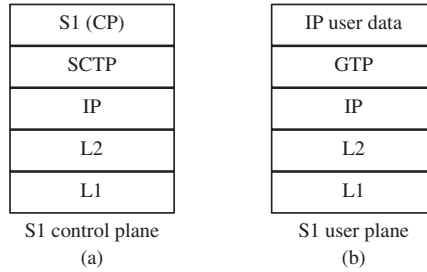 S1 (CP)
SCTP
IP
L2
L1
S1 control plane
(a)
IP user data
GTP
IP
L2
L1
S1 user plane
(b)